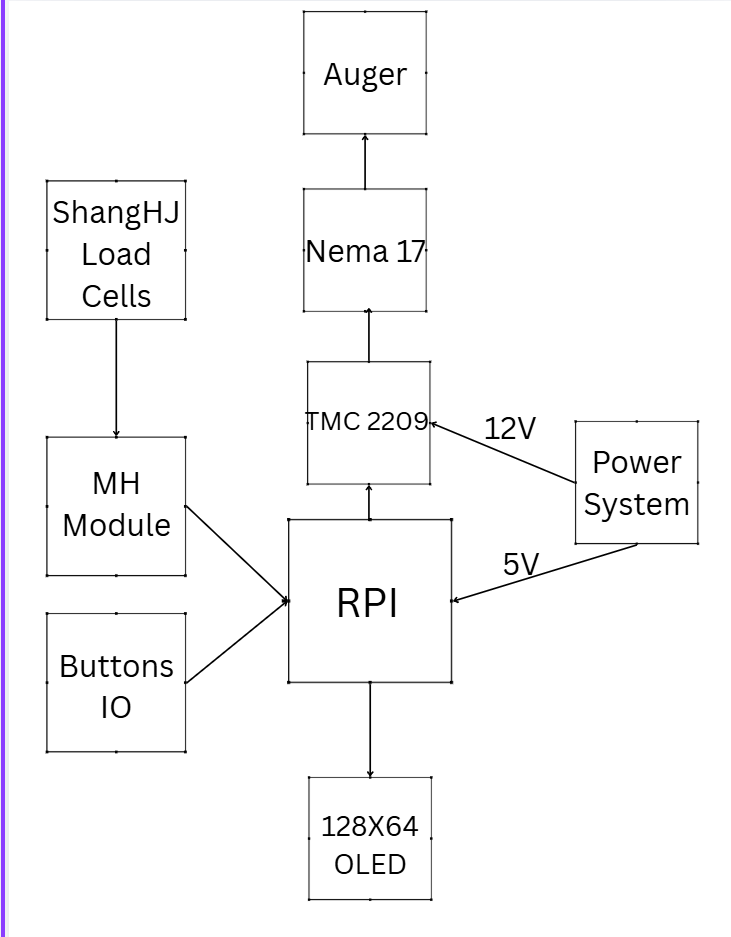 Auger
ShangHJ
Load
Cells
Nema 17
TMC 2209
12V
Power
System
MH
Module
5V
RPI
Buttons
IO
128X64
OLED